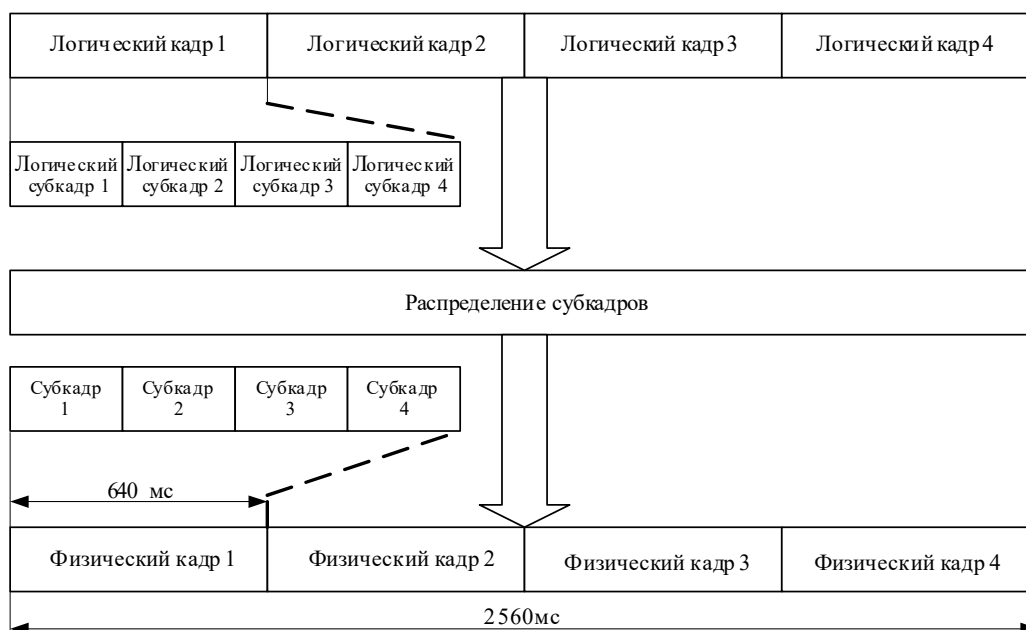 Логический кадр 1 Логический кадр 2 Логический кадр 3 Логический кадр 4
Логический Логический Логический Логический
субкадр 1 субкадр 2 субкадр 3 субкадр 4
Распределение субкадров
Субкадр Субкадр Субкадр Субкадр
1 2 3 4
640 мс
Физический кадр 1 Физический кадр 2 Физический кадр 3 Физический кадр 4
2560мс